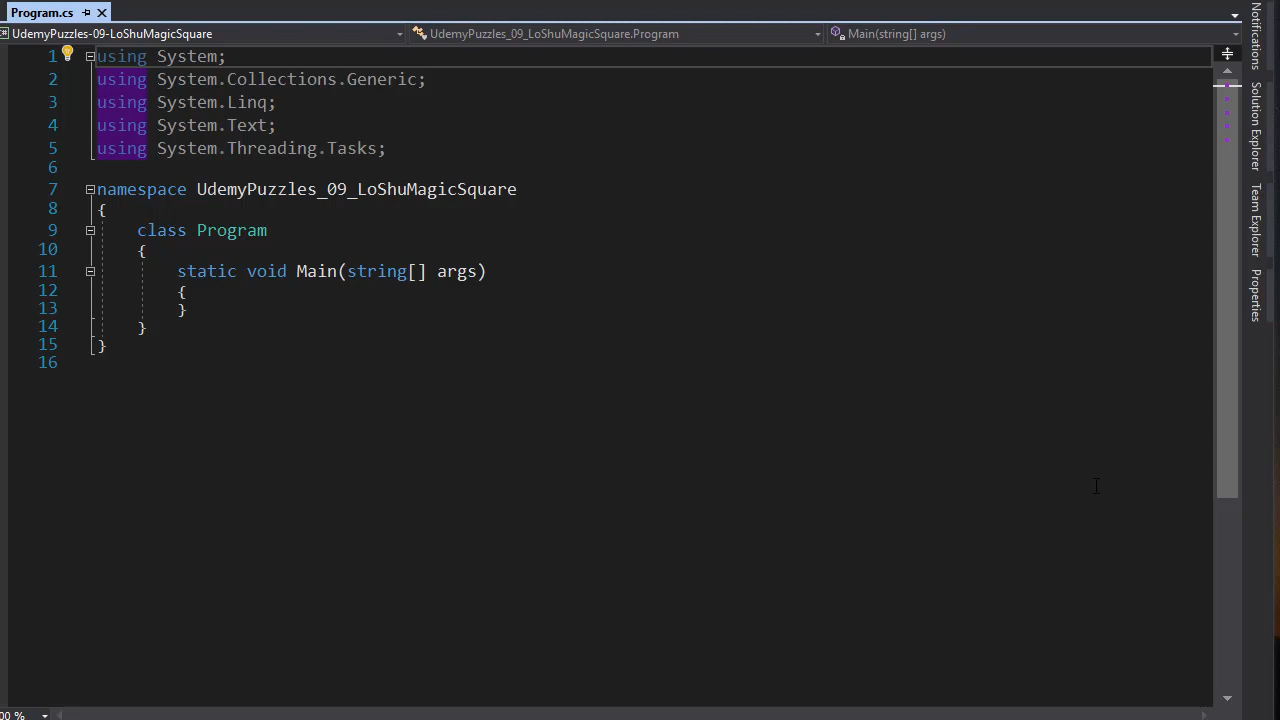 Program.cs
UdemyPuzzles-09-LoShuMagicSquare
UdemyPuzzles_09_LoShuMagicSquare.Program
Main(string[] args)
1 using System;
2 using System.Collections.Generic;
3 using System.Linq;
4 using System.Text;
5 using System.Threading.Tasks;
6
7 namespace UdemyPuzzles_09_LoShuMagicSquare
8 {
9 class Program
10 {
11 static void Main(string[] args)
12 {
13 }
14 }
15 }
16
Notifications
Solution Explorer
Team Explorer
Properties
00 %